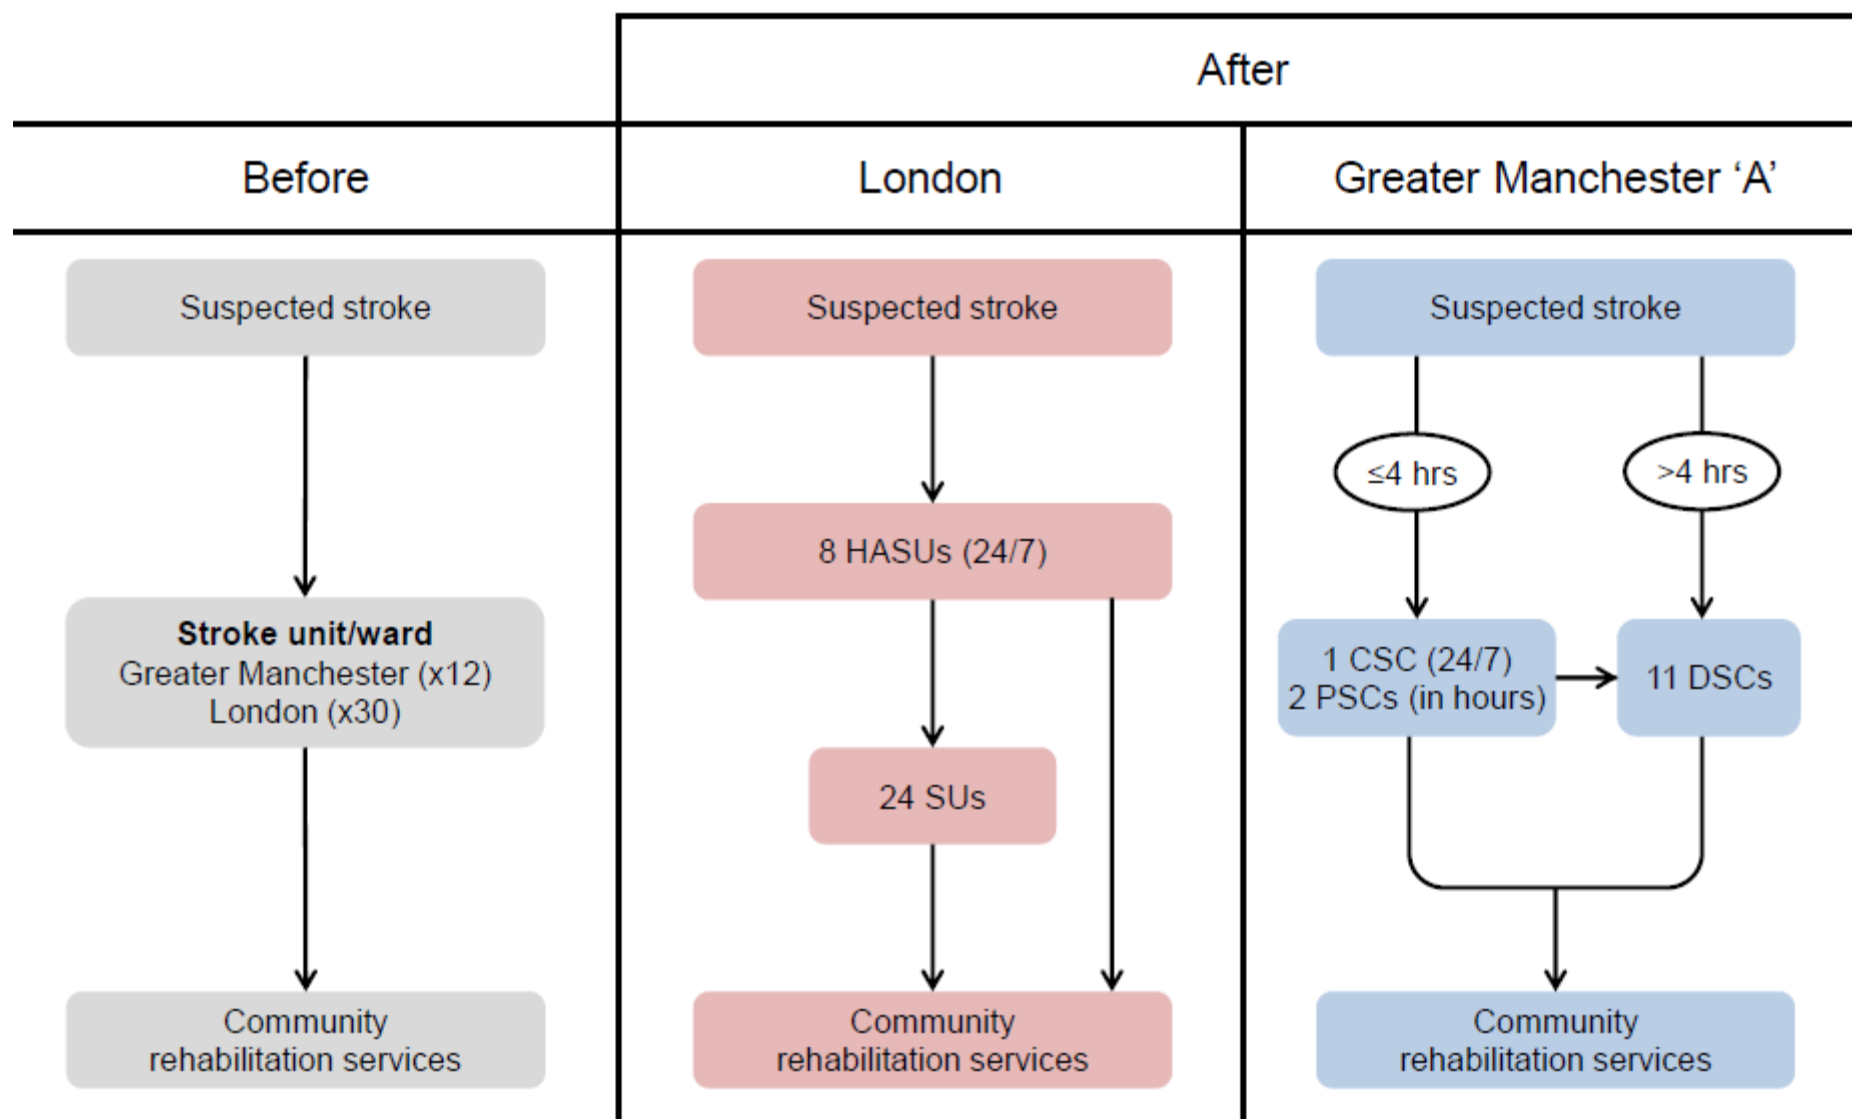 After
Before
London
Greater Manchester ‘A’
Suspected stroke
Stroke unit/ward
Greater Manchester (x12)
London (x30)
Community
rehabilitation services
Suspected stroke
8 HASUs (24/7)
24 SUs
Community
rehabilitation services
Suspected stroke
≤4 hrs
>4 hrs
1 CSC (24/7)
2 PSCs (in hours)
11 DSCs
Community
rehabilitation services